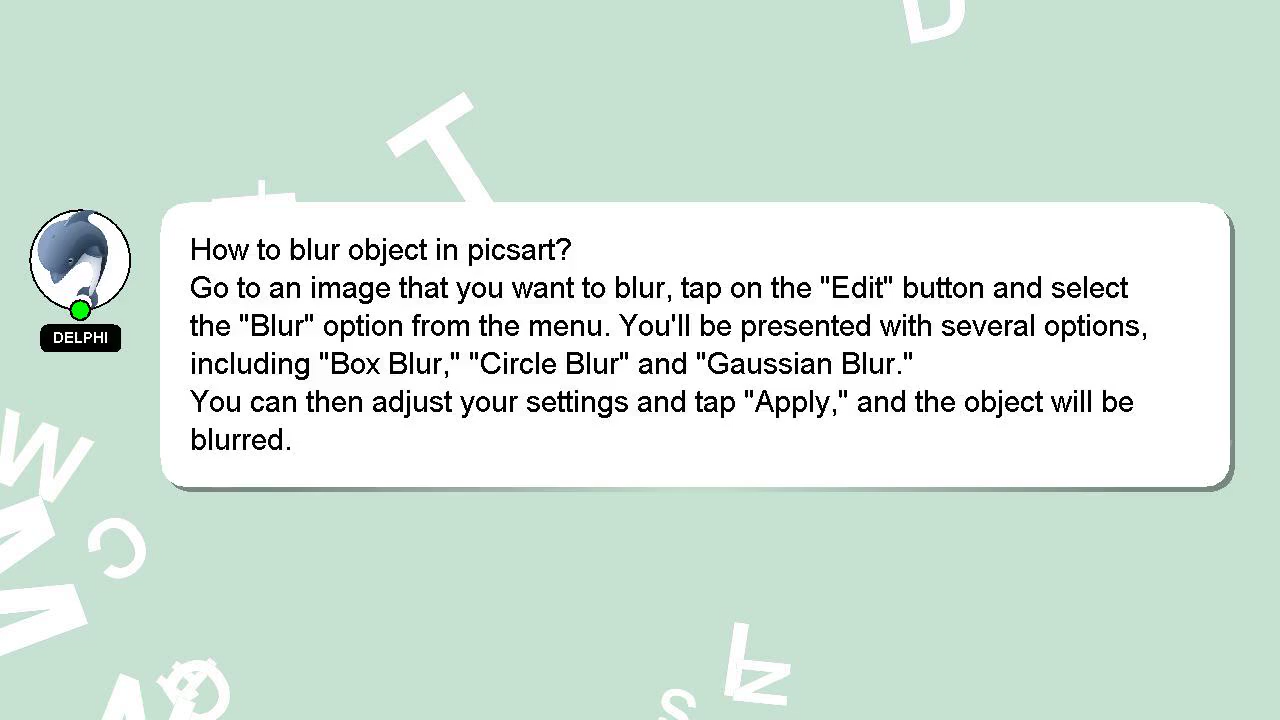 How to blur object in picsart?
Go to an image that you want to blur, tap on the "Edit" button and select
the "Blur" option from the menu. You'll be presented with several options,
including "Box Blur," "Circle Blur" and "Gaussian Blur."
You can then adjust your settings and tap "Apply," and the object will be
blurred.
DELPHI
D
T
W
C
S
Z